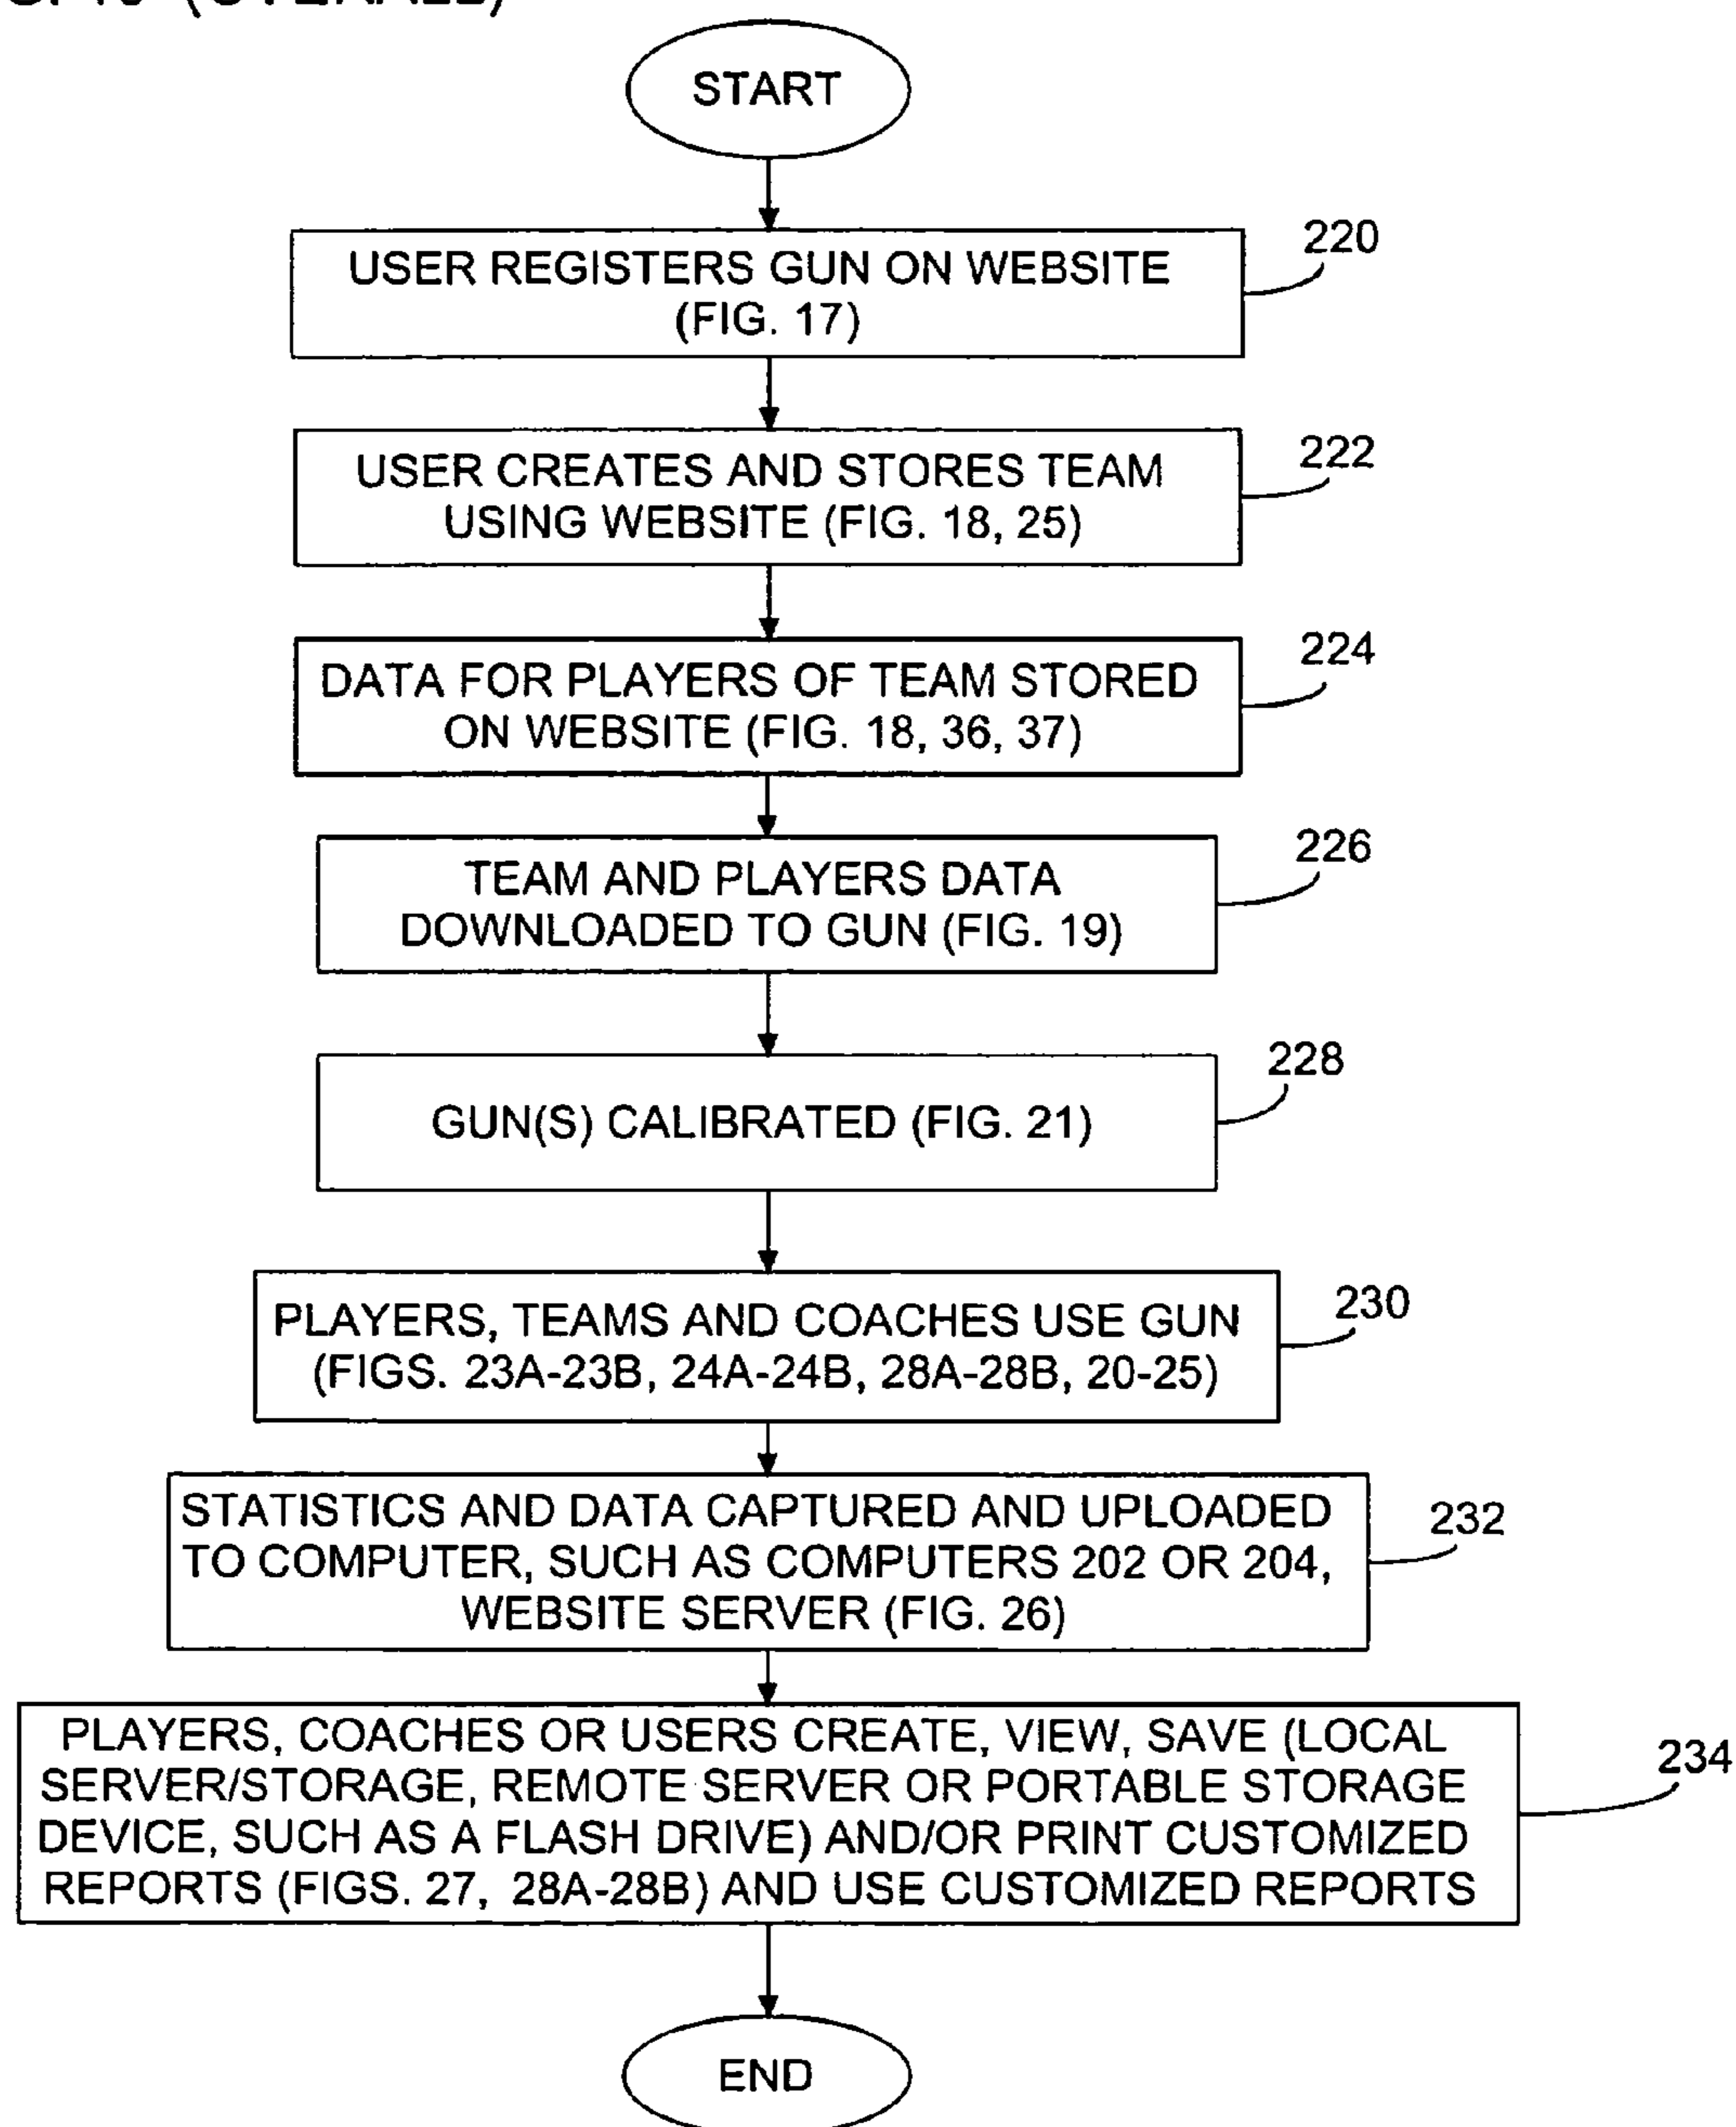 START
220
USER REGISTERS GUN ON WEBSITE
(FIG. 17)
222
USER CREATES AND STORES TEAM
USING WEBSITE (FIG. 18, 25)
224
DATA FOR PLAYERS OF TEAM STORED
ON WEBSITE (FIG. 18, 36, 37)
226
TEAM AND PLAYERS DATA
DOWNLOADED TO GUN (FIG. 19)
228
GUN(S) CALIBRATED (FIG. 21)
230
PLAYERS, TEAMS AND COACHES USE GUN
(FIGS. 23A-23B, 24A-24B, 28A-28B, 20-25)
232
STATISTICS AND DATA CAPTURED AND UPLOADED
TO COMPUTER, SUCH AS COMPUTERS 202 OR 204,
WEBSITE SERVER (FIG. 26)
234
PLAYERS, COACHES OR USERS CREATE, VIEW, SAVE (LOCAL
SERVER/STORAGE, REMOTE SERVER OR PORTABLE STORAGE
DEVICE, SUCH AS A FLASH DRIVE) AND/OR PRINT CUSTOMIZED
REPORTS (FIGS. 27, 28A-28B) AND USE CUSTOMIZED REPORTS
END